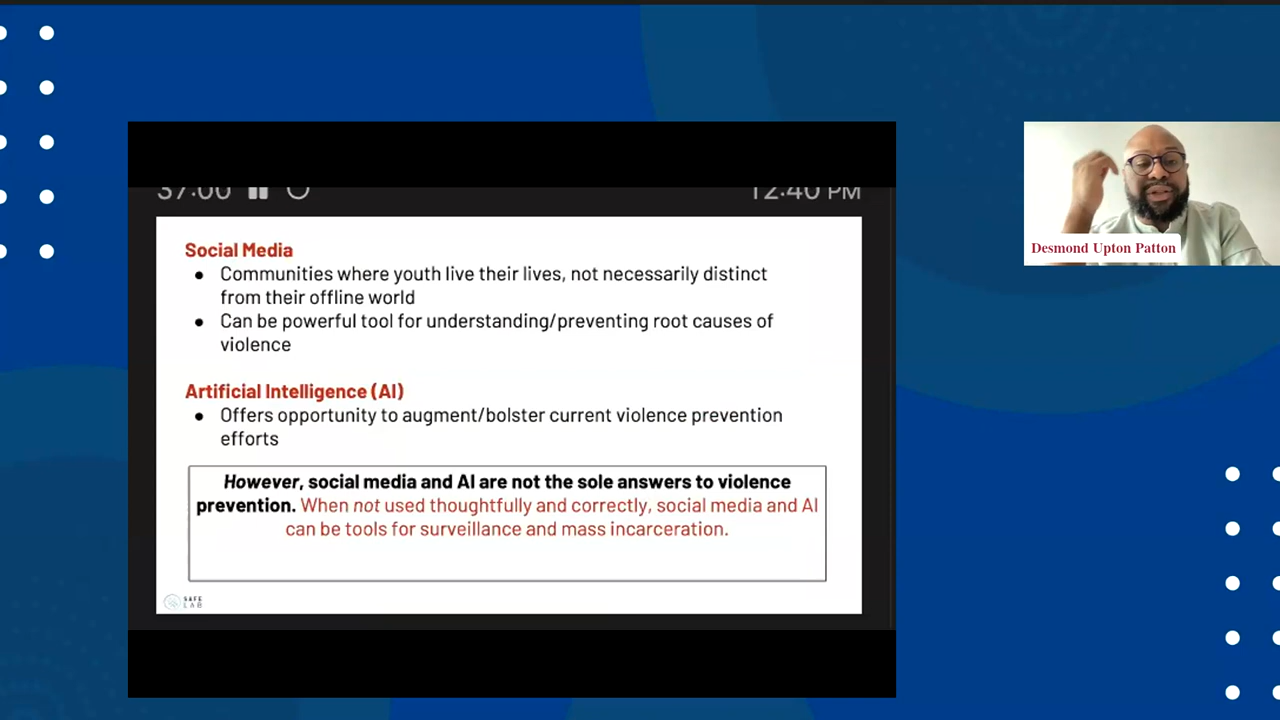 37:00
12:40 PM
Social Media
● Communities where youth live their lives, not necessarily distinct
from their offline world
● Can be powerful tool for understanding/preventing root causes of
violence
Artificial Intelligence (AI)
● Offers opportunity to augment/bolster current violence prevention
efforts
However, social media and AI are not the sole answers to violence
prevention. When not used thoughtfully and correctly, social media and AI
can be tools for surveillance and mass incarceration.
SAFE
LAB
Desmond Upton Patton